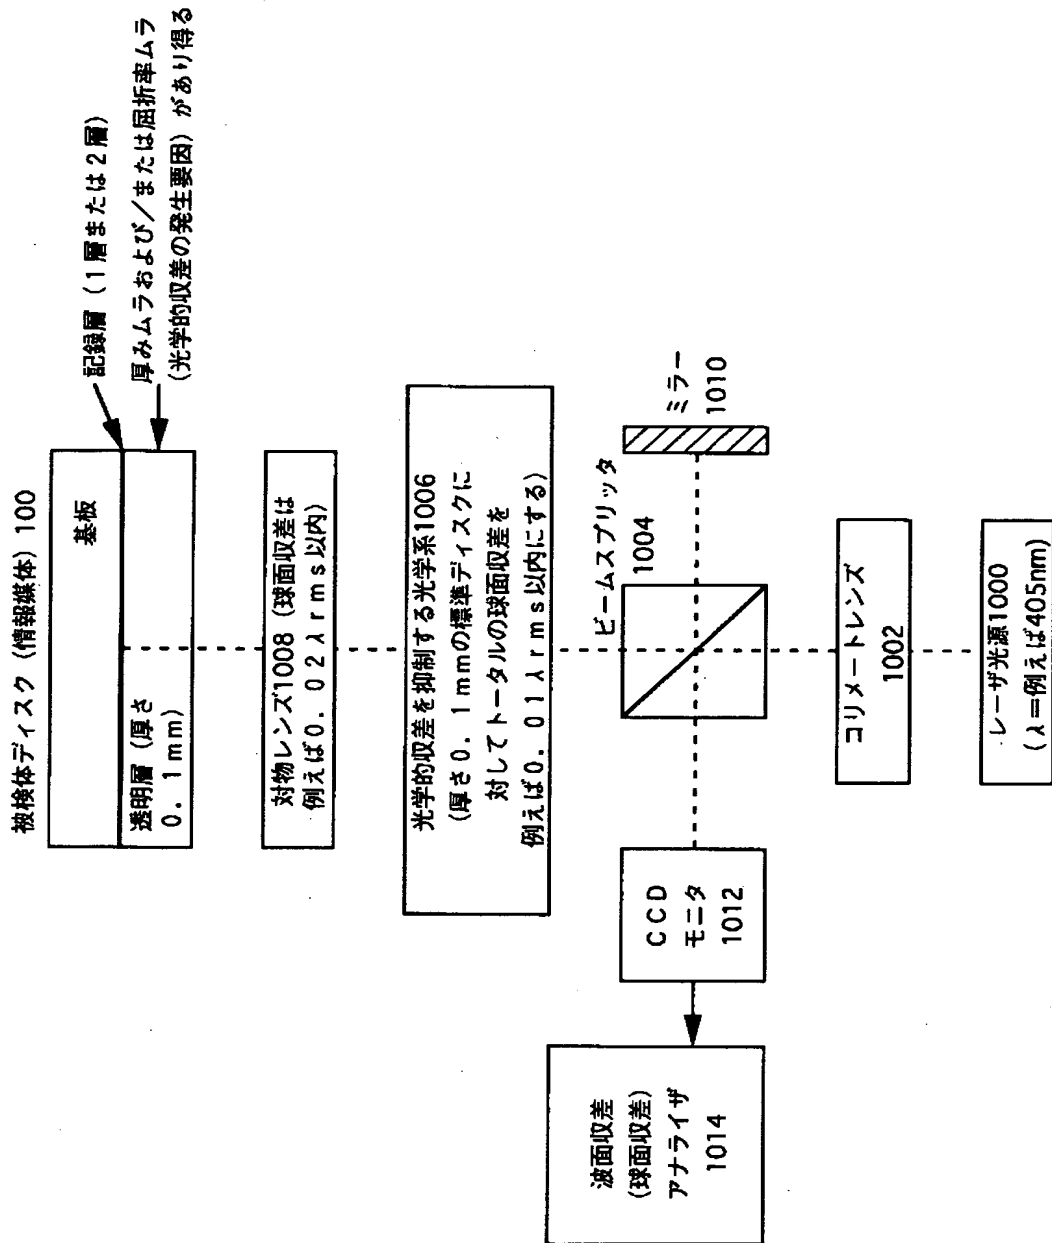 被検体ディスク（情報媒体）100
基板
透明層（厚さ
0．1mm）
記録層（1層または2層）
厚みムラおよび／または屈折率ムラ
（光学的収差の発生要因）があり得る
対物レンズ1008（球面収差は
例えば0．02λrms以内）
光学的収差を抑制する光学系1006
（厚さ0．1mmの標準ディスクに
対してトータルの球面収差を
例えば0．01λrms以内にする）
ビームスプリッタ
1004
ミラー
1010
CCD
モニタ
1012
波面収差
（球面収差）
アナライザ
1014
コリメートレンズ
1002
レーザ光源1000
（λ＝例えば405nm）